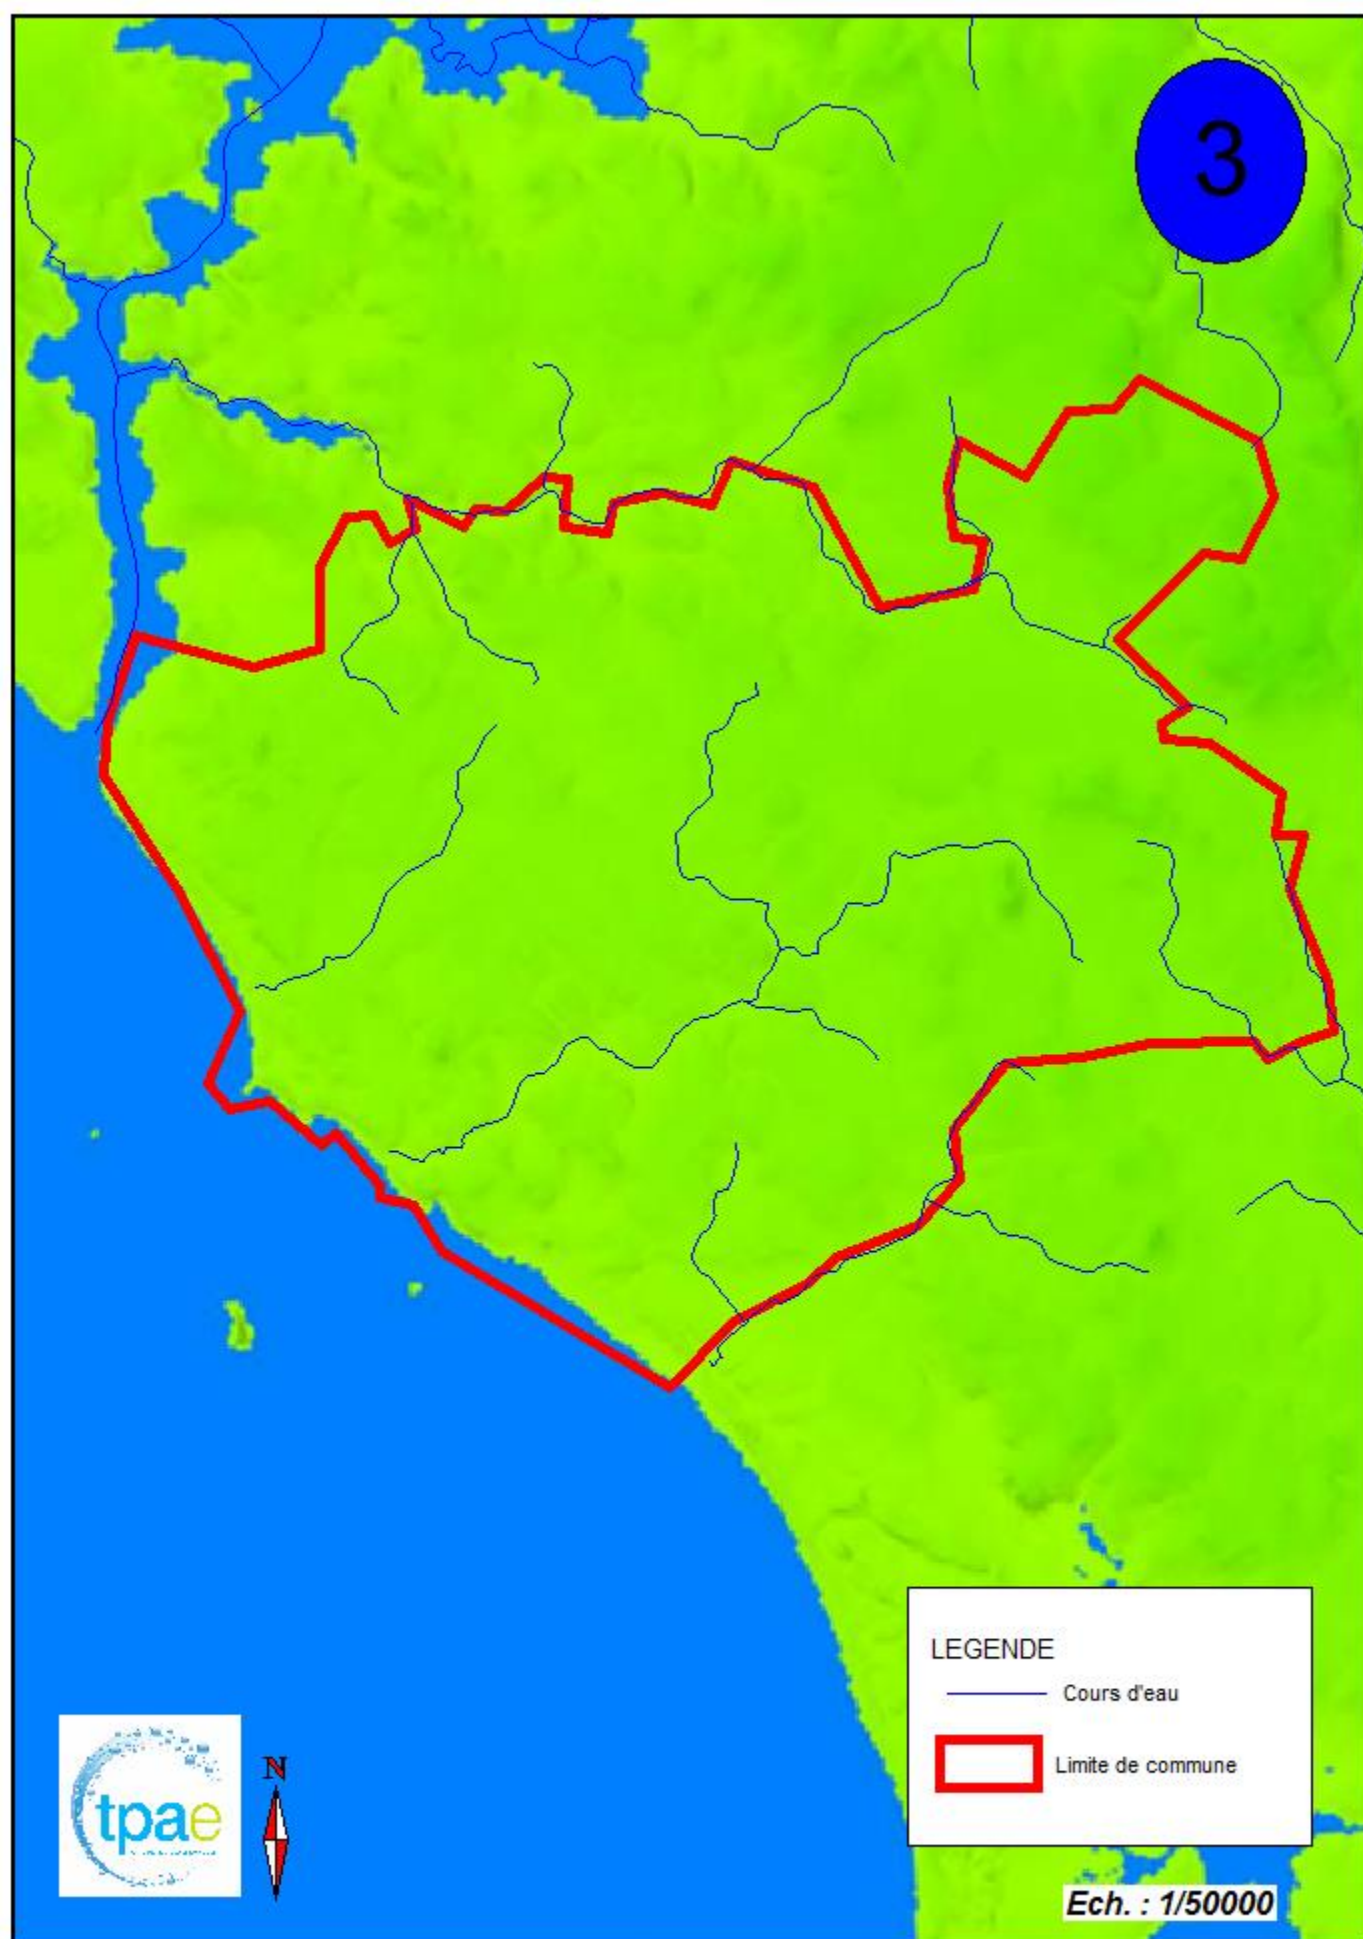 3
LEGENDE
Cours d'eau
Limite de commune
N
tpae
Ech. : 1/50000